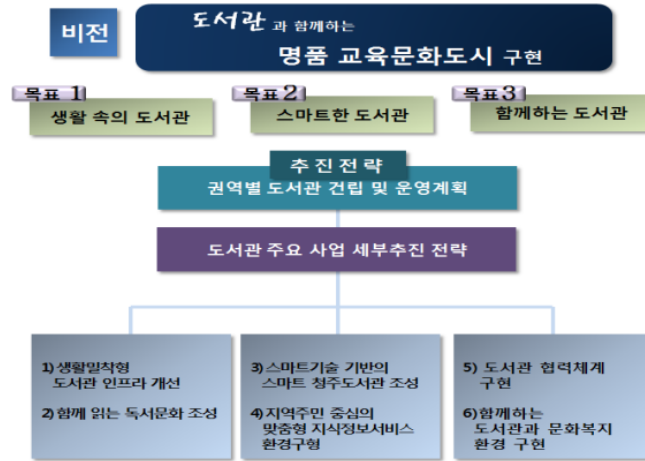 비전
도서관 과 함께하는
명품 교육문화도시 구현
목표 1
생활 속의 도서관
목표 2
스마트한 도서관
목표 3
함께하는 도서관
추진전략
권역별 도서관 건립 및 운영계획
도서관 주요 사업 세부추진 전략
1) 생활밀착형
도서관 인프라 개선
2) 함께 읽는 독서문화 조성
3) 스마트기술 기반의
스마트 청주도서관 조성
4) 지역주민 중심의
맞춤형 지식정보서비스
환경구형
5) 도서관 협력체계
구현
6)함께하는
도서관과 문화복지
환경 구현